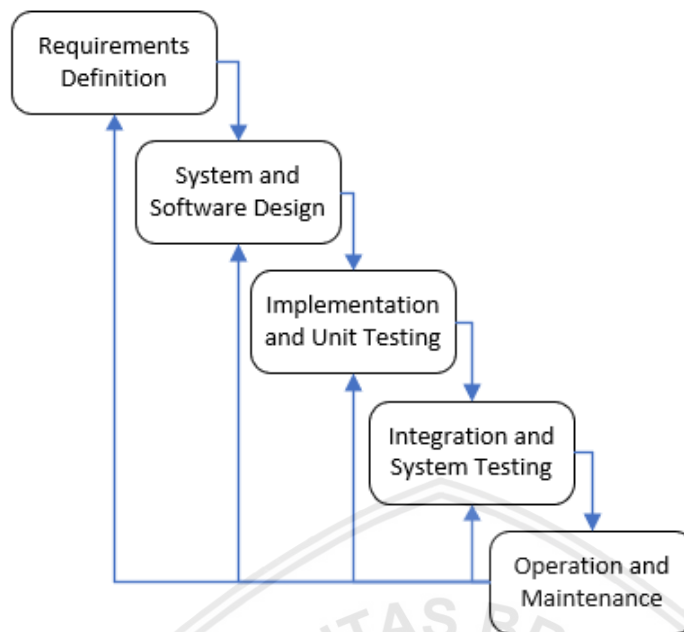 Requirements
Definition
System and
Software Design
Implementation
and Unit Testing
Integration and
System Testing
Operation and
Maintenance